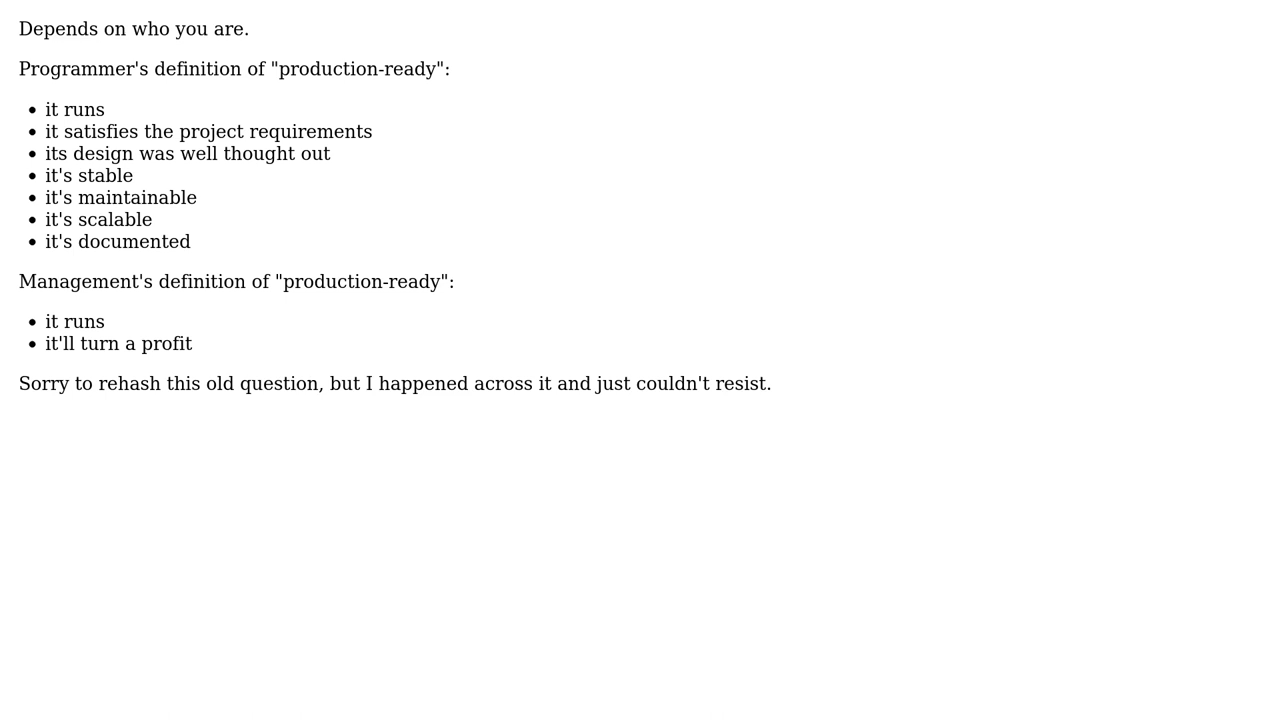 Depends on who you are.
Programmer's definition of "production-ready":
• it runs
• it satisfies the project requirements
• its design was well thought out
• it's stable
• it's maintainable
• it's scalable
• it's documented
Management's definition of "production-ready":
• it runs
• it'll turn a profit
Sorry to rehash this old question, but I happened across it and just couldn't resist.